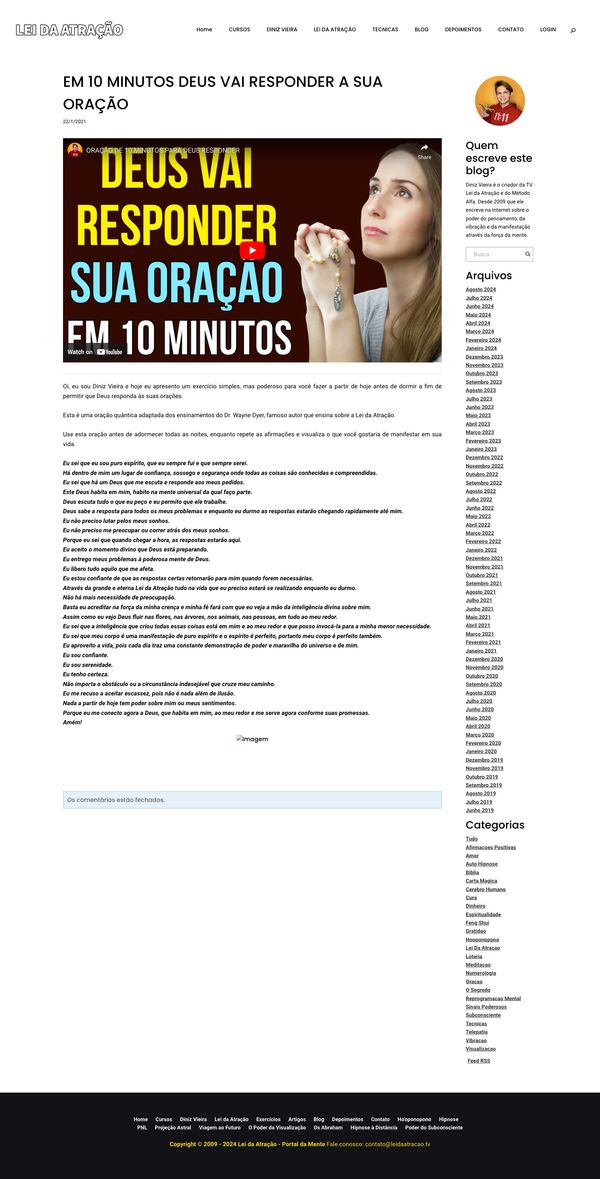 LEI DA ATRAÇÃO
Home CURSOS DINIZ VIEIRA LEI DA ATRAÇÃO TECNICAS BLOG DEPOIMENTOS CONTATO LOGIN
EM 10 MINUTOS DEUS VAI RESPONDER A SUA
ORAÇÃO
22/1/2021
ORAÇÃO DE 10 MINUTOS PARA DEUS RESPONDER
Share
DEUS VAI
RESPONDER
SUA ORAÇÃO
EM 10 MINUTOS
Watch on YouTube
Oi, eu sou Diniz Vieira e hoje eu apresento um exercício simples, mas poderoso para você fazer a partir de hoje antes de dormir a fim de
permitir que Deus responda às suas orações.
Esta é uma oração quântica adaptada dos ensinamentos do Dr. Wayne Dyer, famoso autor que ensina sobre a Lei da Atração.
Use esta oração antes de adormecer todas as noites, enquanto repete as afirmações e visualiza o que você gostaria de manifestar em sua
vida.
Eu sei que eu sou puro espírito, que eu sempre fui e que sempre serei.
Há dentro de mim um lugar de confiança, sossego e segurança onde todas as coisas são conhecidas e compreendidas.
Eu sei que há um Deus que me escuta e responde aos meus pedidos.
Este Deus habita em mim, habito na mente universal da qual faço parte.
Deus escuta tudo o que eu peço e eu permito que ele trabalhe.
Deus sabe a resposta para todos os meus problemas e enquanto eu durmo as respostas estarão chegando rapidamente até mim.
Eu não preciso lutar pelos meus sonhos.
Eu não preciso me preocupar ou correr atrás dos meus sonhos.
Porque eu sei que quando chegar a hora, as respostas estarão aqui.
Eu aceito o momento divino que Deus está preparando.
Eu entrego meus problemas à poderosa mente de Deus.
Eu libero tudo aquilo que me afeta.
Eu estou confiante de que as respostas certas retornarão para mim quando forem necessárias.
Através da grande e eterna Lei da Atração tudo na vida que eu preciso estará se realizando enquanto eu durmo.
Não há mais necessidade de preocupação.
Basta eu acreditar na força da minha crença e minha fé fará com que eu veja a mão da inteligência divina sobre mim.
Assim como eu vejo Deus fluir nas flores, nas árvores, nos animais, nas pessoas, em tudo ao meu redor.
Eu sei que a inteligência que criou todas essas coisas está em mim e ao meu redor e que posso invocá-la para a minha menor necessidade.
Eu sei que meu corpo é uma manifestação de puro espírito e o espírito é perfeito, portanto meu corpo é perfeito também.
Eu aproveito a vida, pois cada dia traz uma constante demonstração de poder e maravilha do universo e de mim.
Eu sou confiante.
Eu sou serenidade.
Eu tenho certeza.
Não importa o obstáculo ou a circunstância indesejável que cruze meu caminho.
Eu me recuso a aceitar escassez, pois não é nada além de ilusão.
Nada a partir de hoje tem poder sobre mim ou meus sentimentos.
Porque eu me conecto agora a Deus, que habita em mim, ao meu redor e me serve agora conforme suas promessas.
Amém!
Imagem
Os comentários estão fechados.
11:11
Quem
escreve este
blog?
Diniz Vieira é o criador da TV
Lei da Atração e do Método
Alfa. Desde 2009 que ele
escreve na Internet sobre o
poder do pensamento, da
vibração e da manifestação
através da força da mente.
Busca
Arquivos
Agosto 2024
Julho 2024
Junho 2024
Maio 2024
Abril 2024
Março 2024
Fevereiro 2024
Janeiro 2024
Dezembro 2023
Novembro 2023
Outubro 2023
Setembro 2023
Agosto 2023
Julho 2023
Junho 2023
Maio 2023
Abril 2023
Março 2023
Fevereiro 2023
Janeiro 2023
Dezembro 2022
Novembro 2022
Outubro 2022
Setembro 2022
Agosto 2022
Julho 2022
Junho 2022
Maio 2022
Abril 2022
Março 2022
Fevereiro 2022
Janeiro 2022
Dezembro 2021
Novembro 2021
Outubro 2021
Setembro 2021
Agosto 2021
Julho 2021
Junho 2021
Maio 2021
Abril 2021
Março 2021
Fevereiro 2021
Janeiro 2021
Dezembro 2020
Novembro 2020
Outubro 2020
Setembro 2020
Agosto 2020
Julho 2020
Junho 2020
Maio 2020
Abril 2020
Março 2020
Fevereiro 2020
Janeiro 2020
Dezembro 2019
Novembro 2019
Outubro 2019
Setembro 2019
Agosto 2019
Julho 2019
Junho 2019
Categorias
Tudo
Afirmacoes Positivas
Amor
Auto Hipnose
Bíblia
Carta Magica
Cerebro Humano
Cura
Dinheiro
Espiritualidade
Feng Shui
Gratidao
Hooponopono
Lei Da Atracao
Loteria
Meditacao
Numerologia
Oracao
O Segredo
Reprogramacao Mental
Sinais Poderosos
Subconsciente
Tecnicas
Telepatia
Vibracao
Visualizacao
Feed RSS
Home Cursos Diniz Vieira Lei da Atração Exercícios Artigos Blog Depoimentos Contato Ho'oponopono Hipnose
PNL Projeção Astral Viagem ao Futuro O Poder da Visualização Os Abraham Hipnose à Distância Poder do Subconsciente
Copyright © 2009 - 2024 Lei da Atração - Portal da Mente Fale conosco: contato@leidaatracao.tv